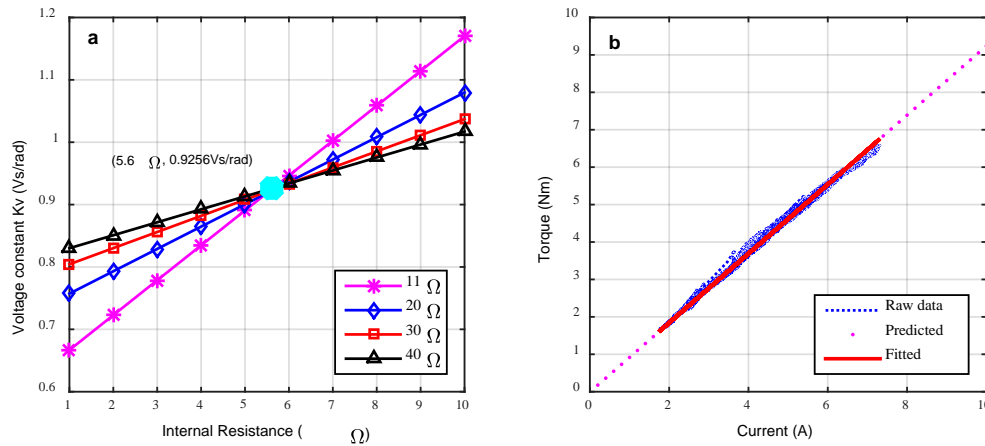 a
Voltage constant Kv (Vs/rad)
1.2
1.1
1
0.9
0.8
0.7
0.6
(5.6 Ω, 0.9256Vs/rad)
11 Ω
20 Ω
30 Ω
40 Ω
1 2 3 4 5 6 7 8 9 10
Internal Resistance ( Ω)
b
Torque (Nm)
10
9
8
7
6
5
4
3
2
1
0
Raw data
Predicted
Fitted
0 2 4 6 8 10
Current (A)